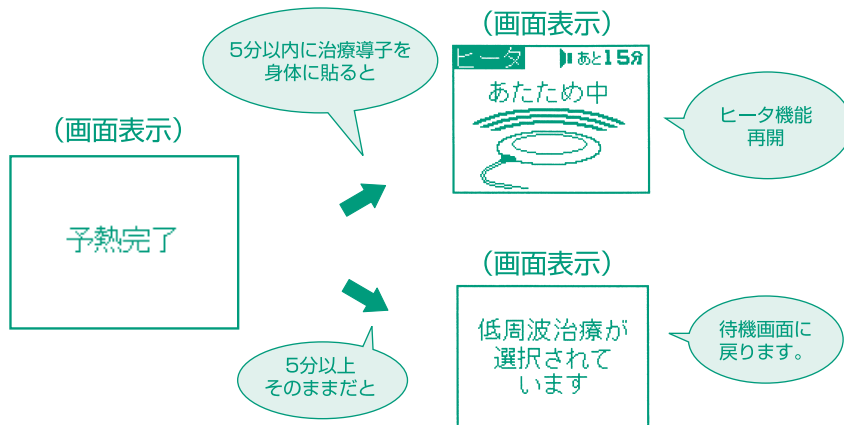 (画面表示)
予熱完了
5分以内に治療導子を
身体に貼ると
(画面表示)
ヒータ あと15分
あたため中
ヒータ機能
再開
5分以上
そのままだと
(画面表示)
低周波治療が
選択されて
います
待機画面に
戻ります。